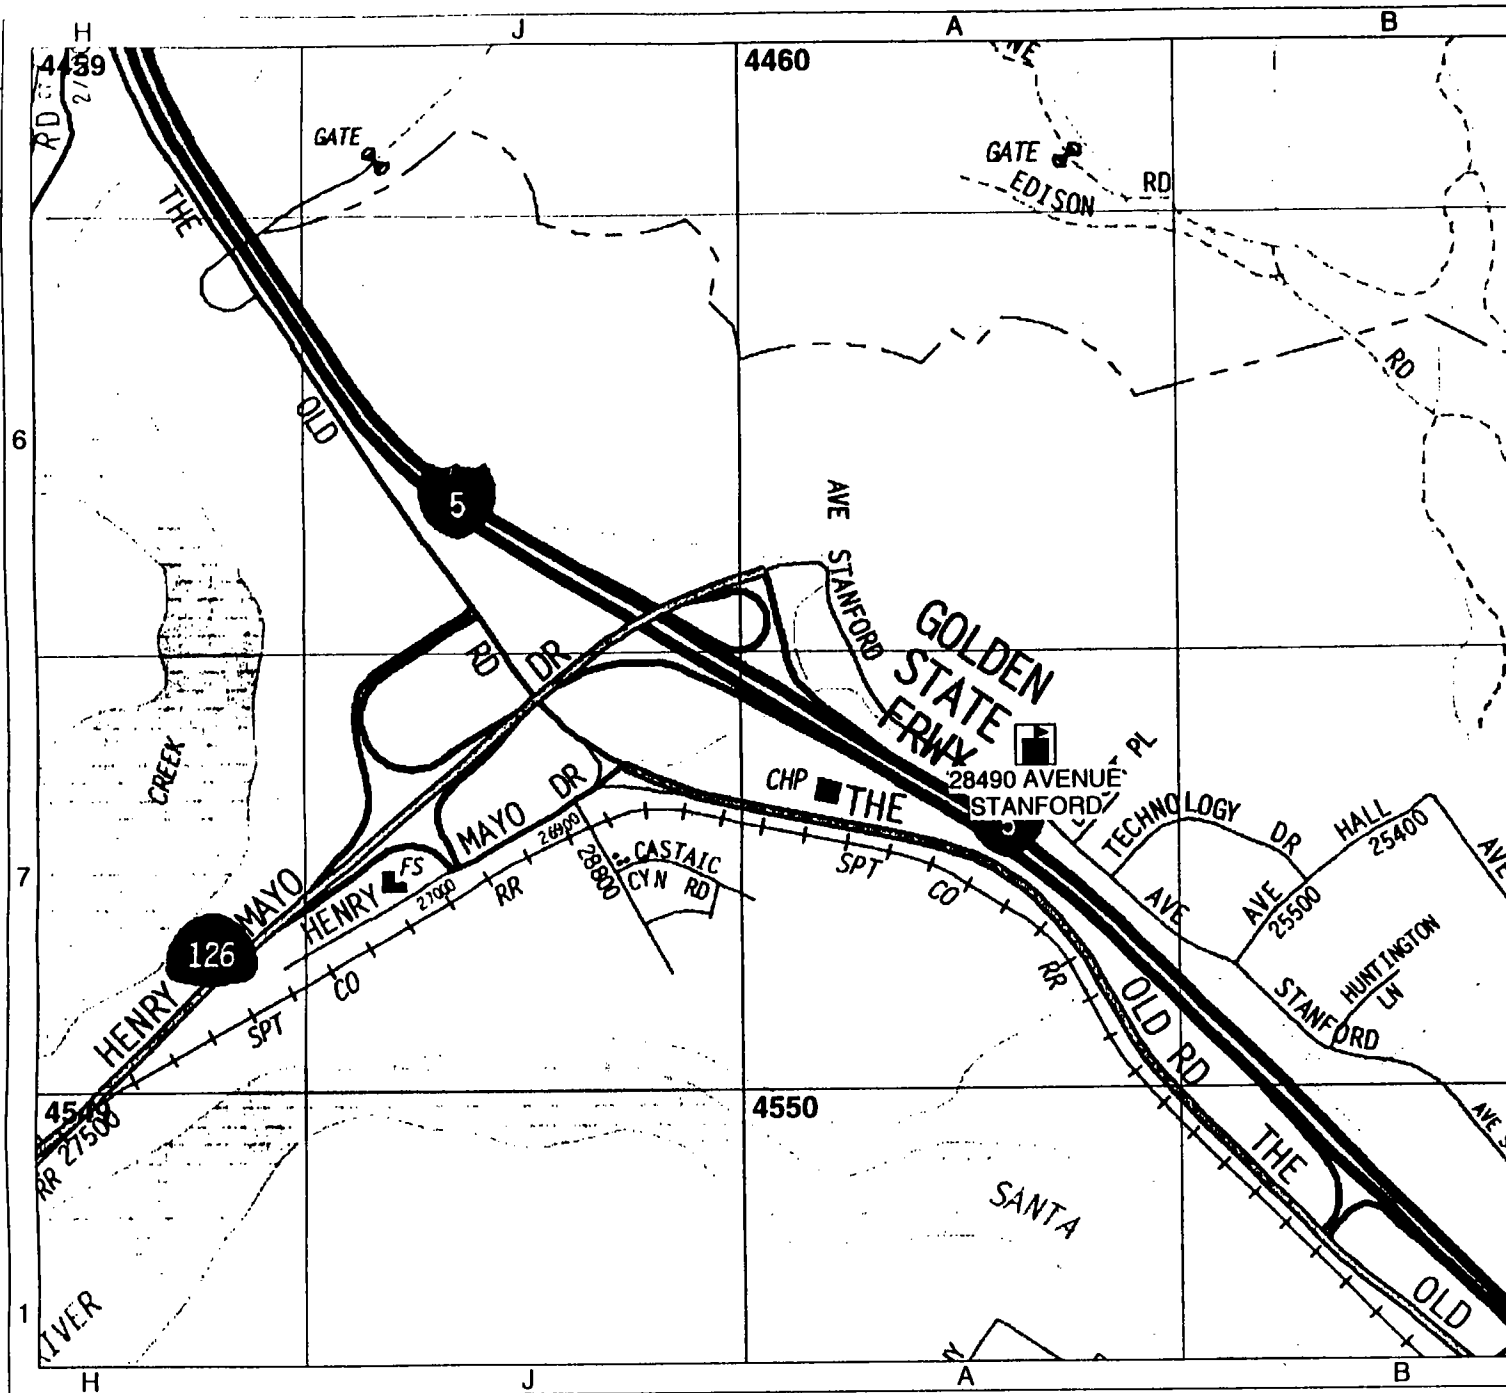 H J A B
4459
4460
RD
GATE
NE
GATE
EDISON RD
THE
OLD
RD
6
5
AVE STANFORD
RD DR
GOLDEN
STATE
FRWY
CREEK
PL
CHP
THE
28490 AVENUE
STANFORD
5
TECHNOLOGY DR
HALL
25400
AVE
25500
AVE
MAYO DR
26900
28800
CASTAIC
CYN RD
SPT CO
RR
7
MAYO
FS
HENRY
27000
RR
AVE
126
HENRY
CO
SPT
HUNTINGTON
LN
STANFORD
OLD RD
4549
27500
RR
4550
THE
SANTA
OLD
1
H J A B